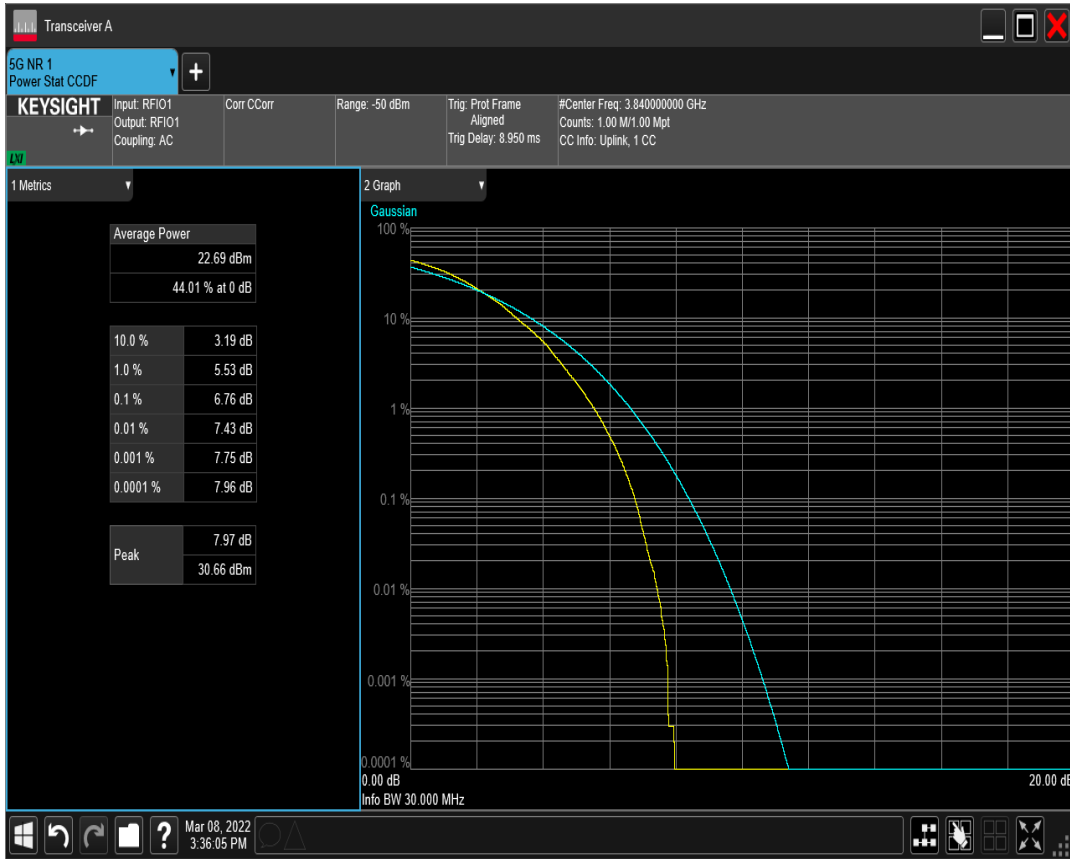 Transceiver A
5G NR 1
Power Stat CCDF
KEYSIGHT
LXI
Input: RFIO1
Output: RFIO1
Coupling: AC
Corr CCorr
Range: -50 dBm
Trig: Prot Frame
Aligned
Trig Delay: 8.950 ms
#Center Freq: 3.840000000 GHz
Counts: 1.00 M/1.00 Mpt
CC Info: Uplink, 1 CC
1 Metrics
Average Power
22.69 dBm
44.01 % at 0 dB
10.0 % 3.19 dB
1.0 % 5.53 dB
0.1 % 6.76 dB
0.01 % 7.43 dB
0.001 % 7.75 dB
0.0001 % 7.96 dB
Peak
7.97 dB
30.66 dBm
2 Graph
Gaussian
100 %
10 %
1 %
0.1 %
0.01 %
0.001 %
0.0001 %
0.00 dB
20.00 dB
Info BW 30.000 MHz
?
Mar 08, 2022
3:36:05 PM